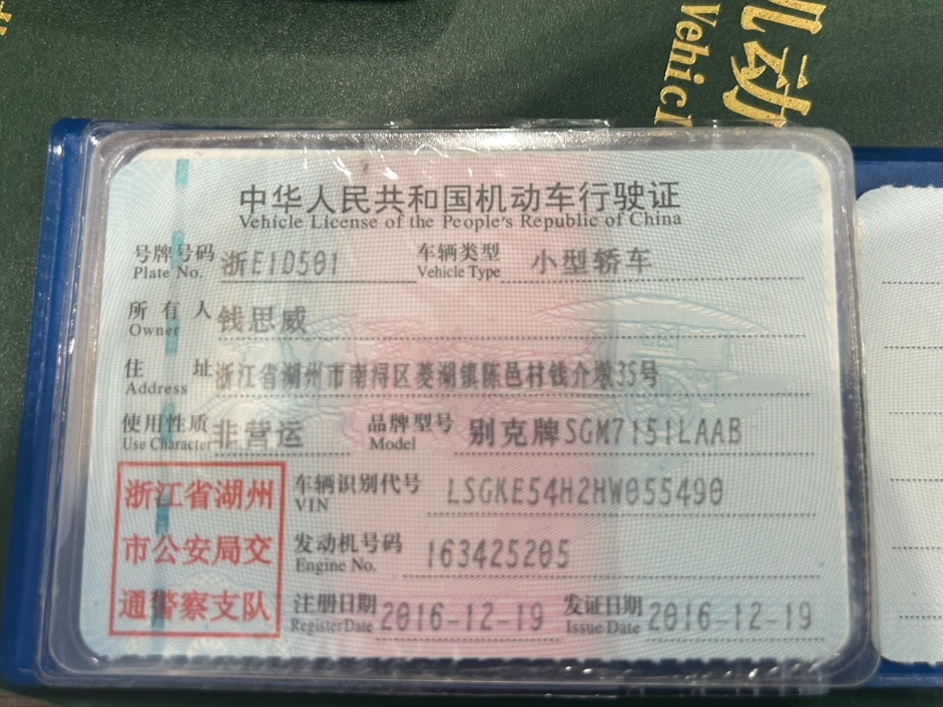 机动
Vehicl
中华人民共和国机动车行驶证
Vehicle License of the People's Republic of China
号牌号码 浙E1D501 车辆类型 小型轿车
Plate No. Vehicle Type
所有人 钱思威
Owner
住址 浙江省湖州市南浔区菱湖镇陈邑村钱介墩35号
Address
使用性质 非营运 品牌型号 别克牌SGM7151LAAB
Use Character Model
浙江省湖州
市公安局交
通警察支队
车辆识别代号 LSGKE54H2HW055490
VIN
发动机号码 163425205
Engine No.
注册日期 2016-12-19 发证日期 2016-12-19
Register Date Issue Date